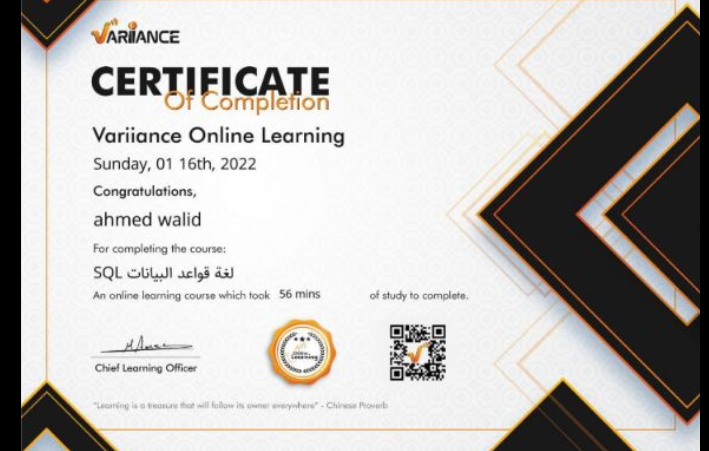 VARIIANCE
CERTIFICATE
Of Completion
Variiance Online Learning
Sunday, 01 16th, 2022
Congratulations,
ahmed walid
For completing the course:
لغة قواعد البيانات SQL
An online learning course which took 56 mins of study to complete.
Online Learning
Chief Learning Officer
"Learning is a treasure that will follow its owner everywhere" - Chinese Proverb